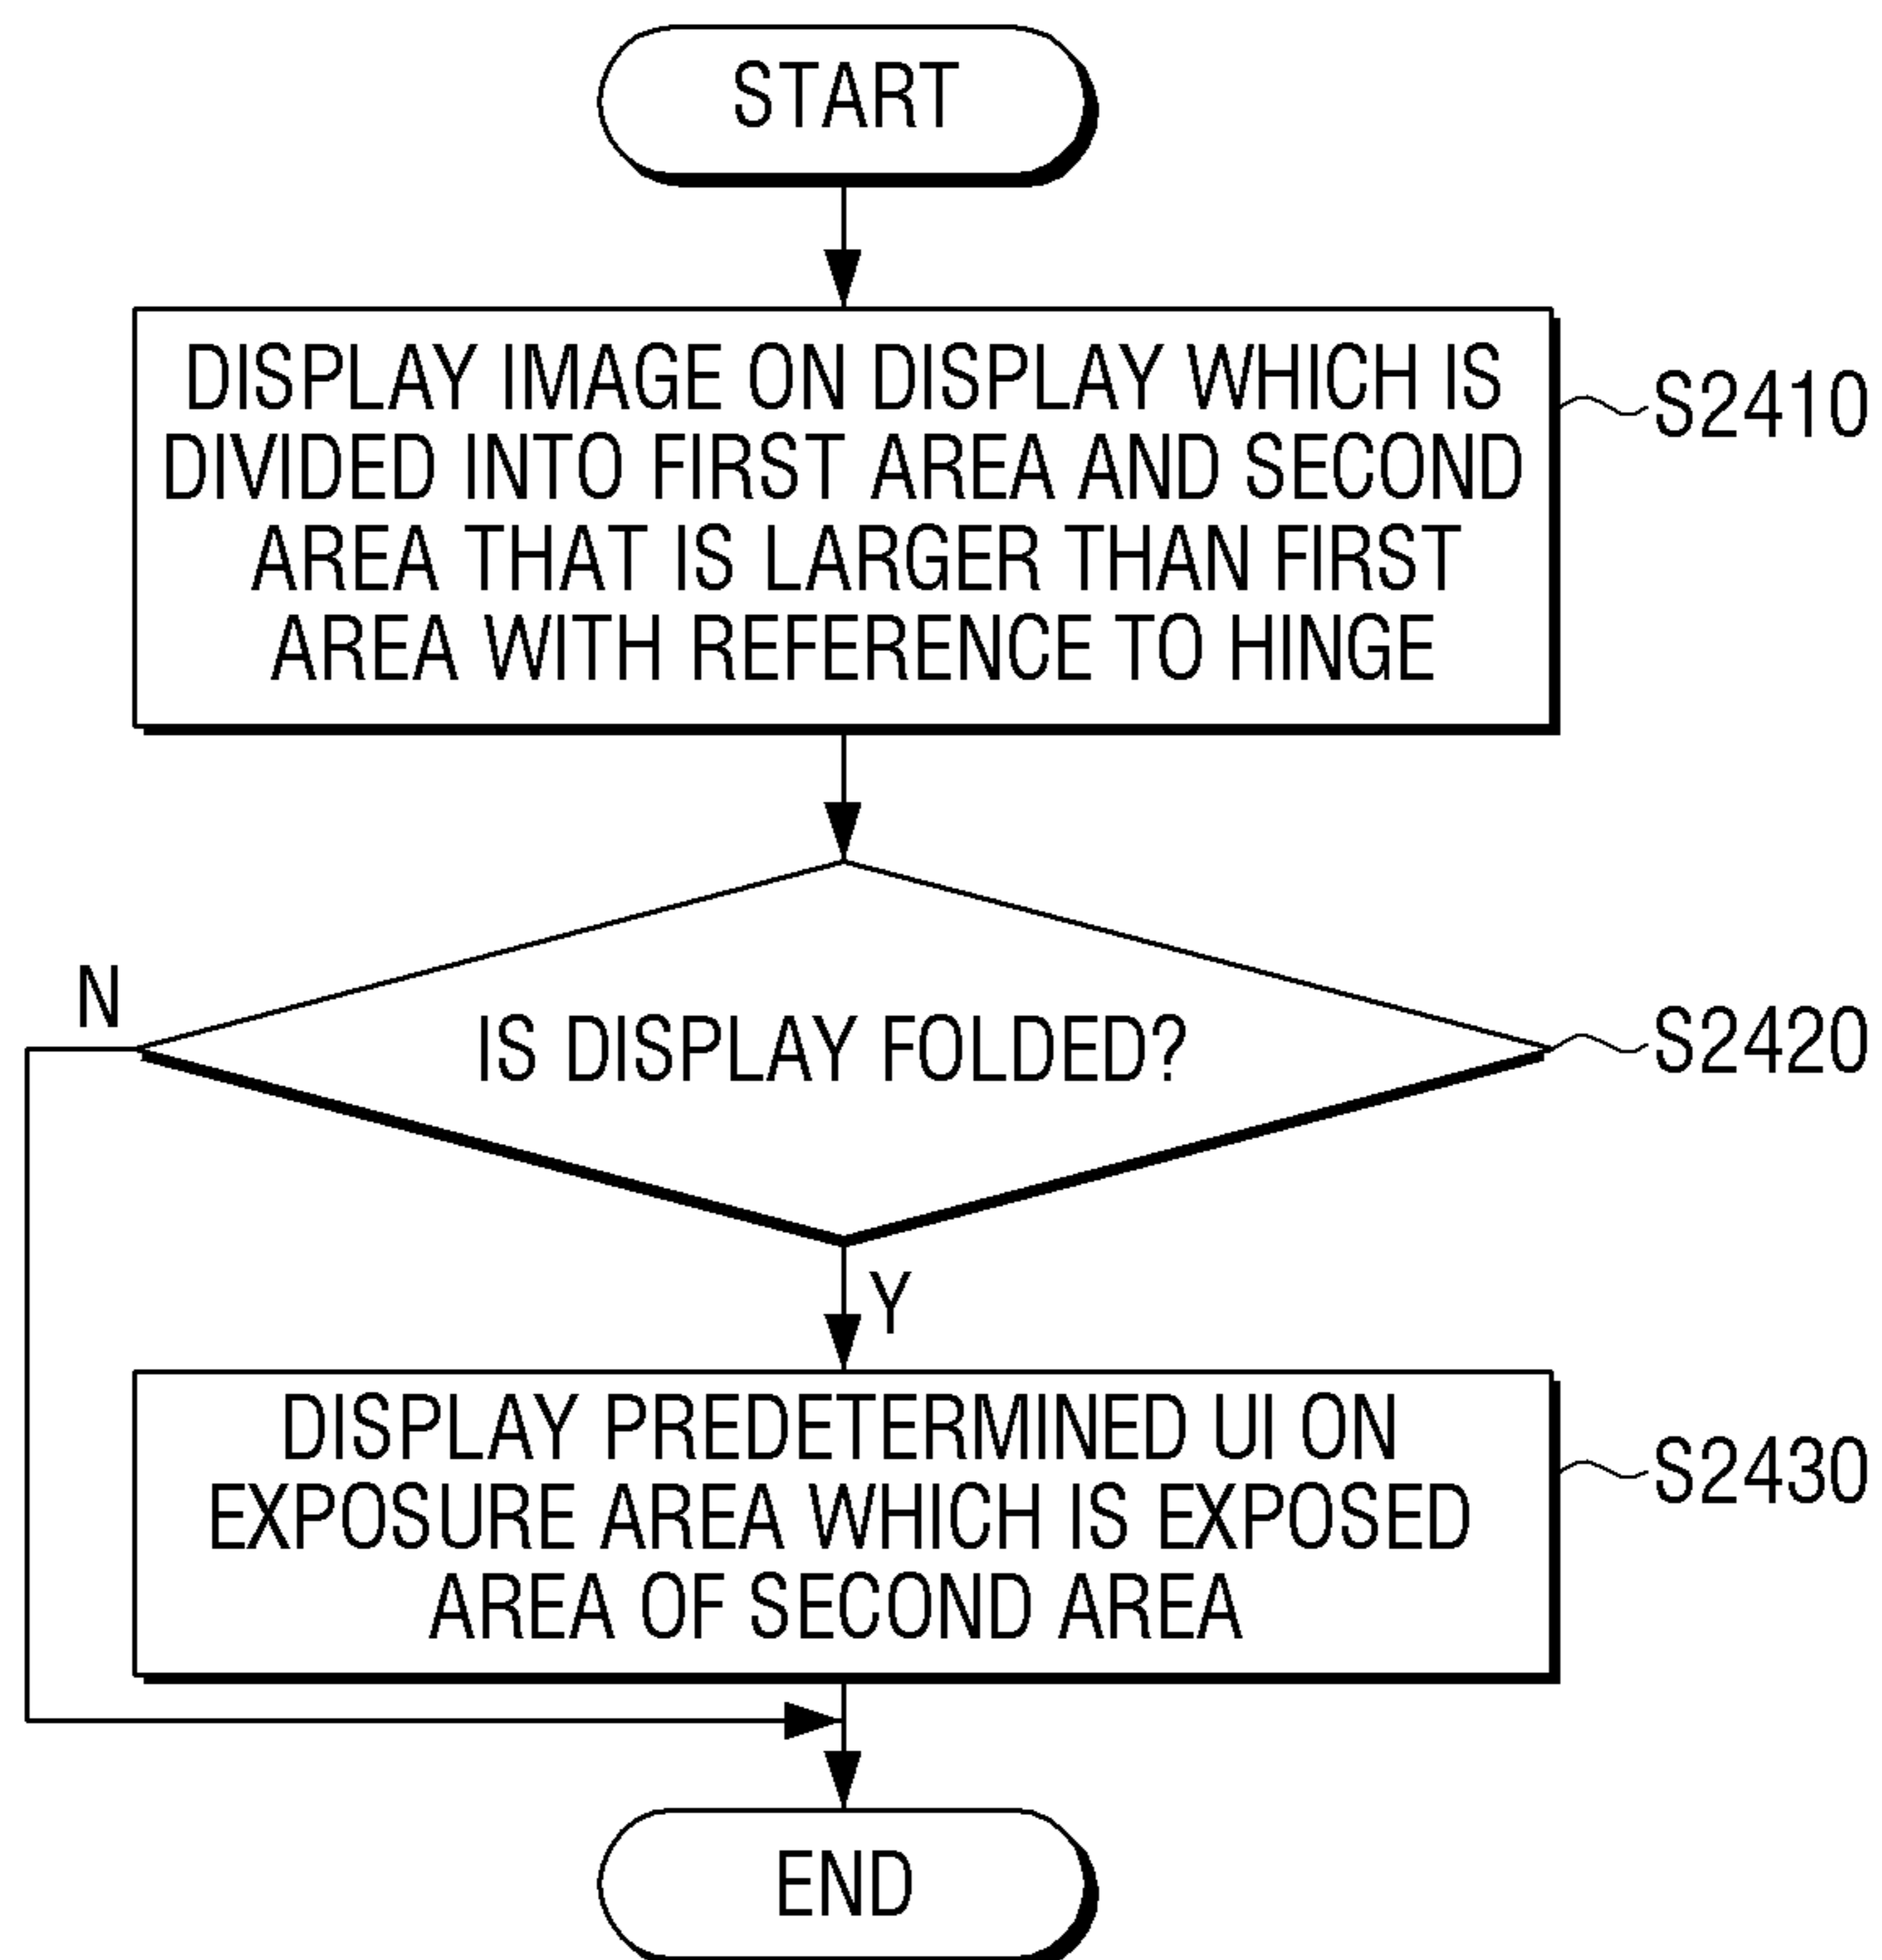 START
DISPLAY IMAGE ON DISPLAY WHICH IS
DIVIDED INTO FIRST AREA AND SECOND
AREA THAT IS LARGER THAN FIRST
AREA WITH REFERENCE TO HINGE
S2410
N
IS DISPLAY FOLDED?
S2420
Y
DISPLAY PREDETERMINED UI ON
EXPOSURE AREA WHICH IS EXPOSED
AREA OF SECOND AREA
S2430
END